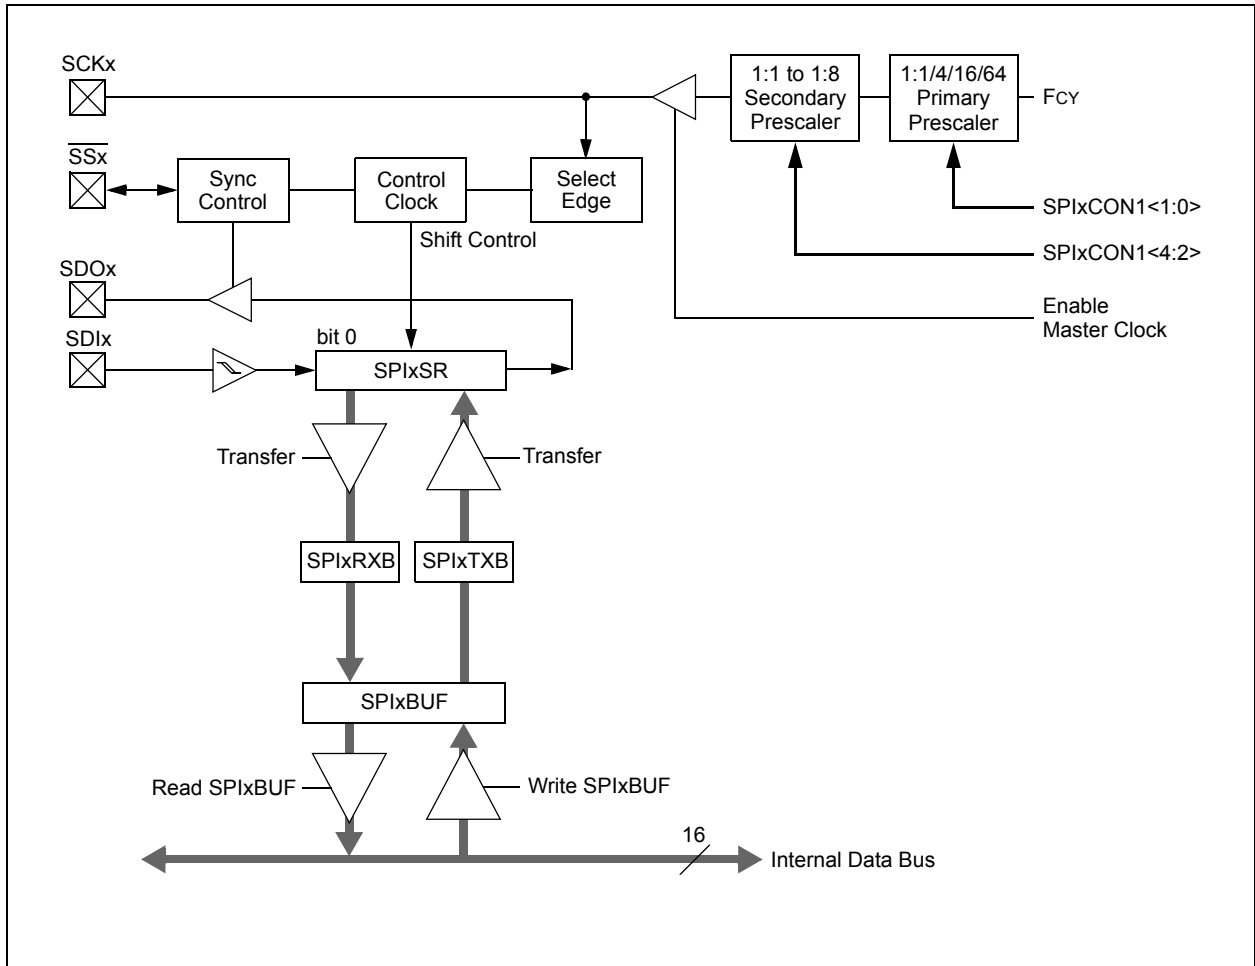 SCKx
1:1 to 1:8
Secondary
Prescaler
1:1/4/16/64
Primary
Prescaler
FCY
SSx
Sync
Control
Control
Clock
Select
Edge
SPIxCON1<1:0>
Shift Control
SPIxCON1<4:2>
SDOx
Enable
Master Clock
SDIx
bit 0
SPIxSR
Transfer
Transfer
SPIxRXB
SPIxTXB
SPIxBUF
Read SPIxBUF
Write SPIxBUF
16
Internal Data Bus